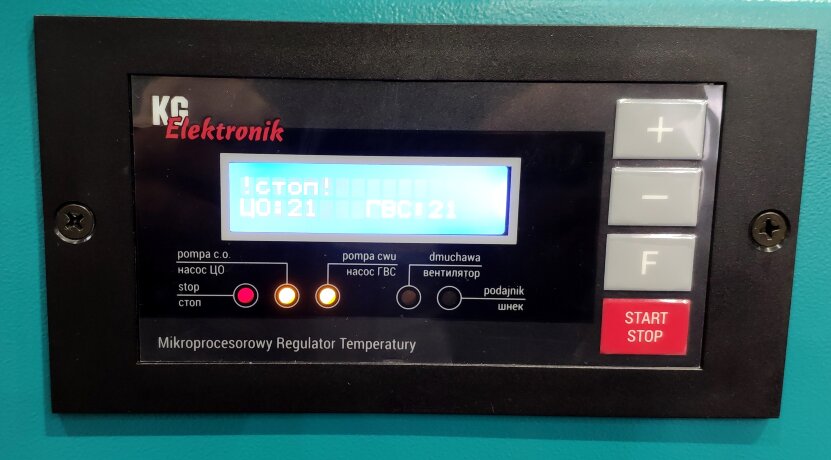 KG
Elektronik
!стоп!
ЦО:21 ГВС:21
pompa c.o.
насос ЦО
pompa cwu
насос ГВС
dmuchawa
вентилятор
stop
стоп
podajnik
шнек
Mikroprocesorowy Regulator Temperatury
+
−
F
START
STOP